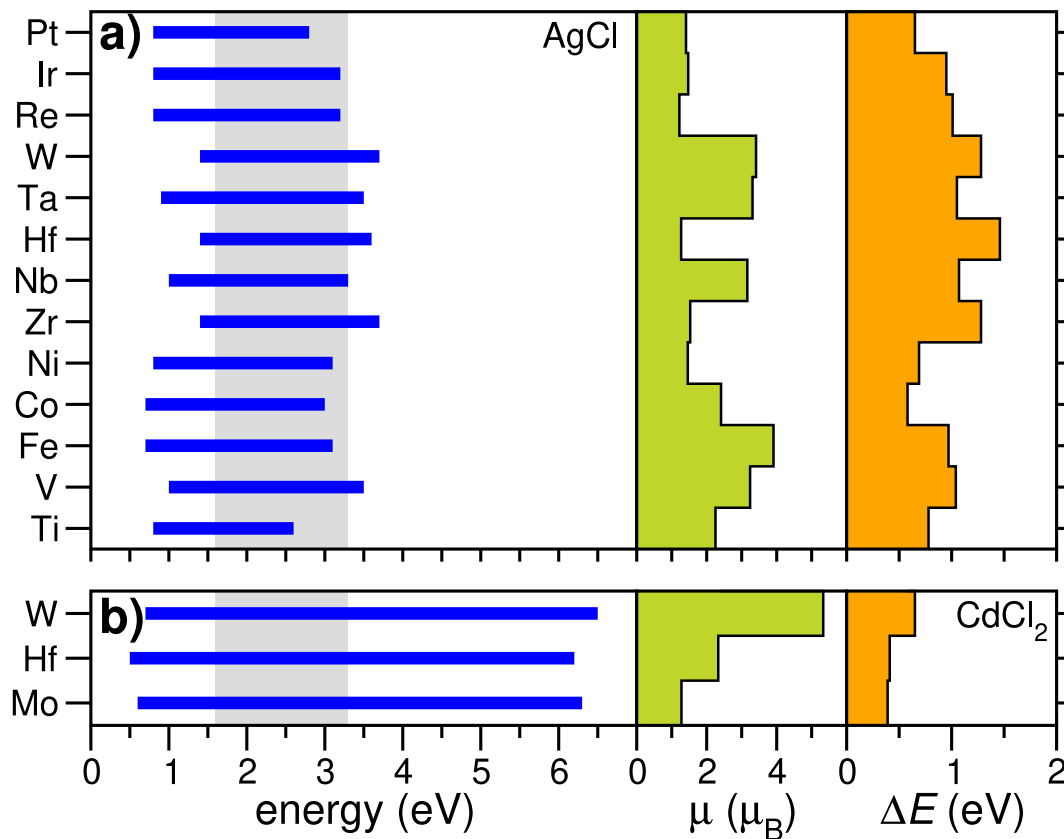 a)
AgCl
Pt
Ir
Re
W
Ta
Hf
Nb
Zr
Ni
Co
Fe
V
Ti
b)
CdCl₂
W
Hf
Mo
0 1 2 3 4 5 6
energy (eV)
0 2 4
μ (μ_B)
0 1 2
ΔE (eV)